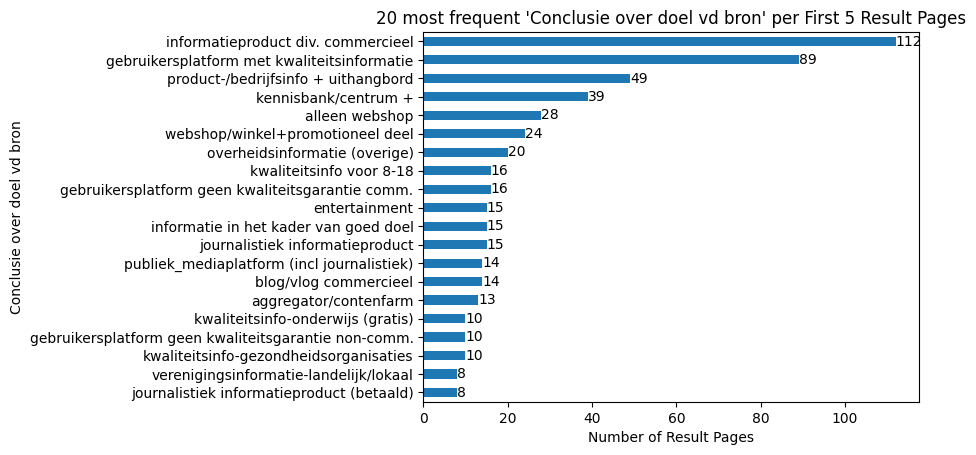 20 most frequent 'Conclusie over doel vd bron' per First 5 Result Pages
Conclusie over doel vd bron
informatieproduct div. commercieel 112
gebruikersplatform met kwaliteitsinformatie 89
product-/bedrijfsinfo + uithangbord 49
kennisbank/centrum + 39
alleen webshop 28
webshop/winkel+promotioneel deel 24
overheidsinformatie (overige) 20
kwaliteitsinfo voor 8-18 16
gebruikersplatform geen kwaliteitsgarantie comm. 16
entertainment 15
informatie in het kader van goed doel 15
journalistiek informatieproduct 15
publiek_mediaplatform (incl journalistiek) 14
blog/vlog commercieel 14
aggregator/contenfarm 13
kwaliteitsinfo-onderwijs (gratis) 10
gebruikersplatform geen kwaliteitsgarantie non-comm. 10
kwaliteitsinfo-gezondheidsorganisaties 10
verenigingsinformatie-landelijk/lokaal 8
journalistiek informatieproduct (betaald) 8
0 20 40 60 80 100
Number of Result Pages